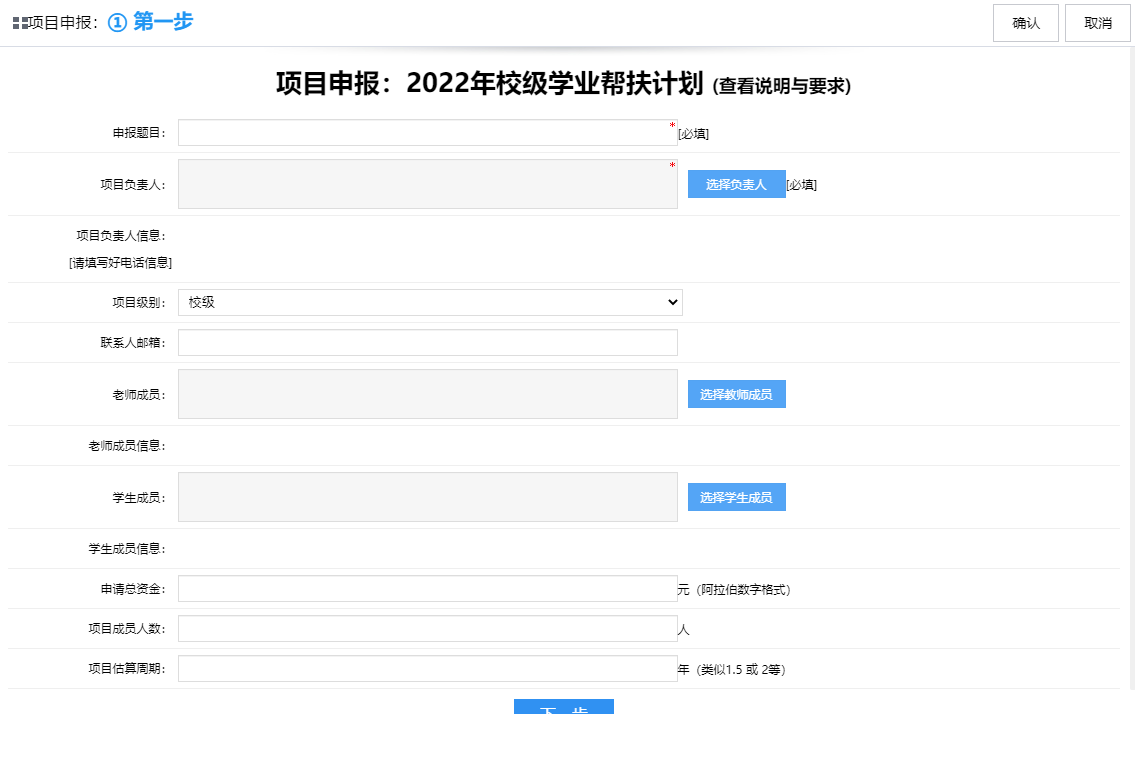 项目申报：① 第一步
确认
取消
项目申报：2022年校级学业帮扶计划 (查看说明与要求)
申报题目：
*
[必填]
项目负责人：
*
选择负责人
[必填]
项目负责人信息：
[请填写好电话信息]
项目级别：
校级
联系人邮箱：
老师成员：
选择教师成员
老师成员信息：
学生成员：
选择学生成员
学生成员信息：
申请总资金：
元（阿拉伯数字格式）
项目成员人数：
人
项目估算周期：
年（类似1.5 或 2等）
下一步